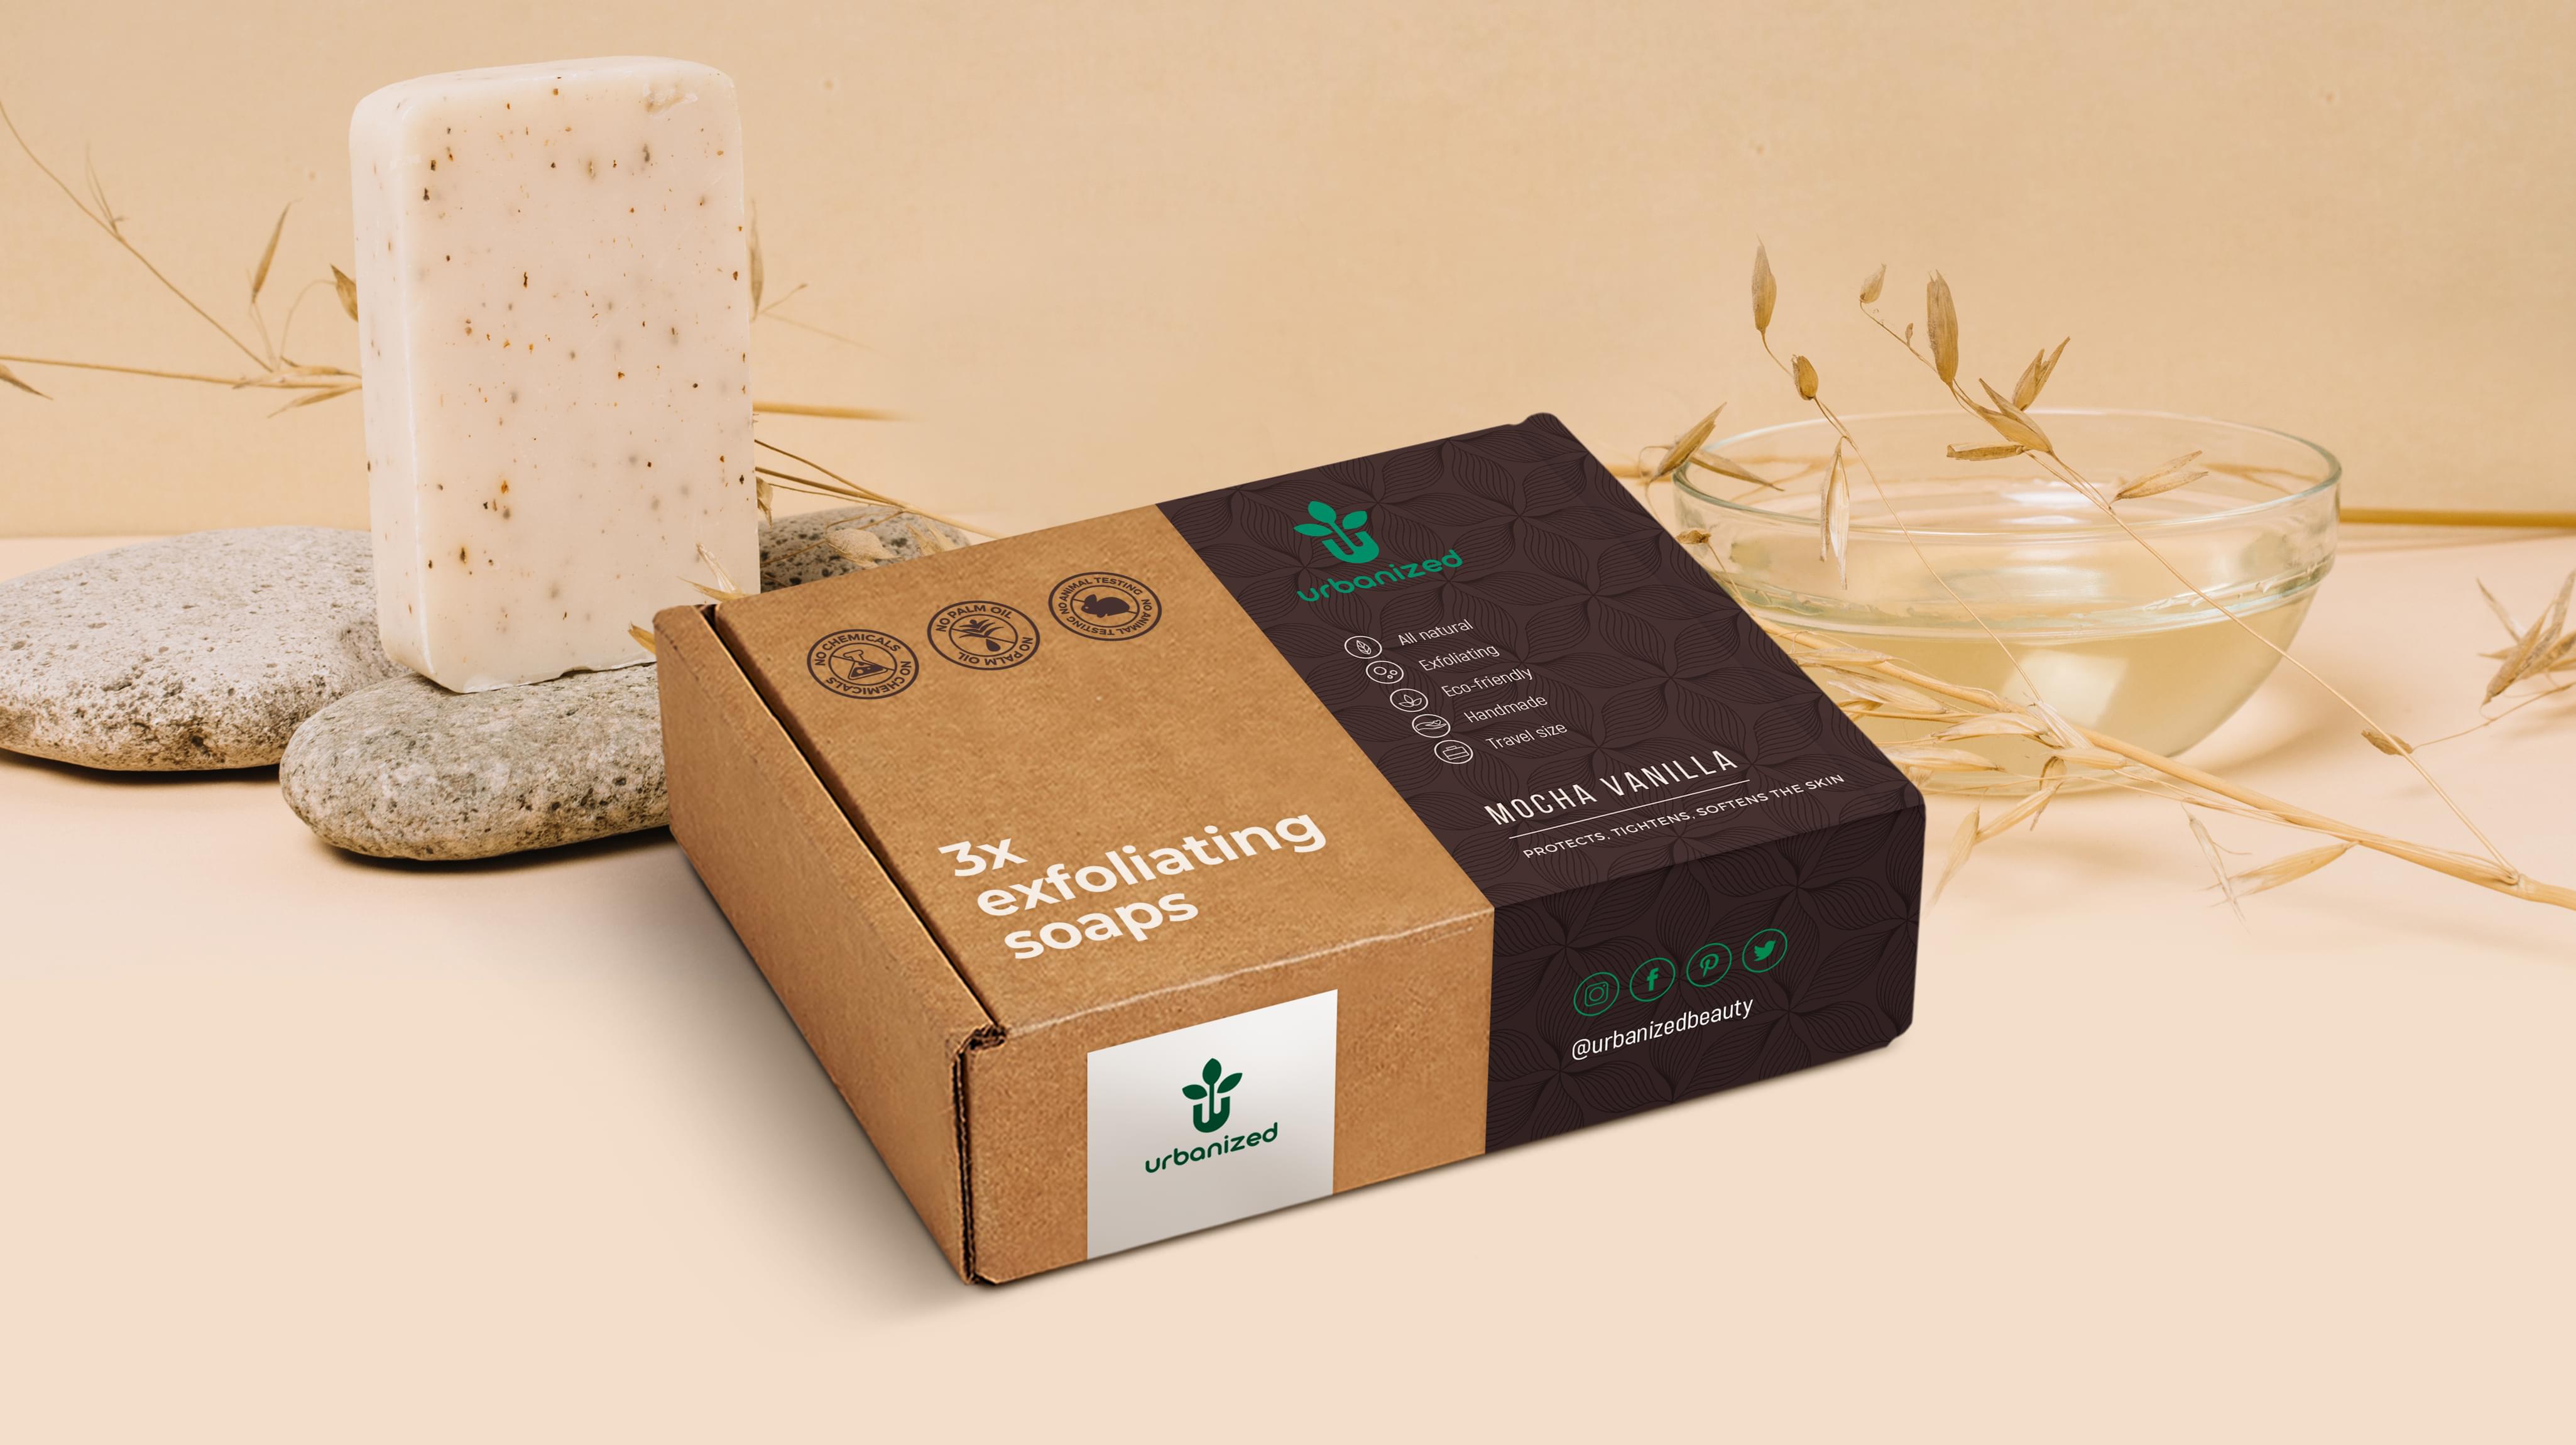 NO CHEMICALS
NO CHEMICALS
NO PALM OIL
NO PALM OIL
NO ANIMAL TESTING
NO ANIMAL TESTING
3x
exfoliating
soaps
urbanized
All natural
Exfoliating
Eco-friendly
Handmade
Travel size
MOCHA VANILLA
PROTECTS, TIGHTENS, SOFTENS THE SKIN
urbanized
@urbanizedbeauty